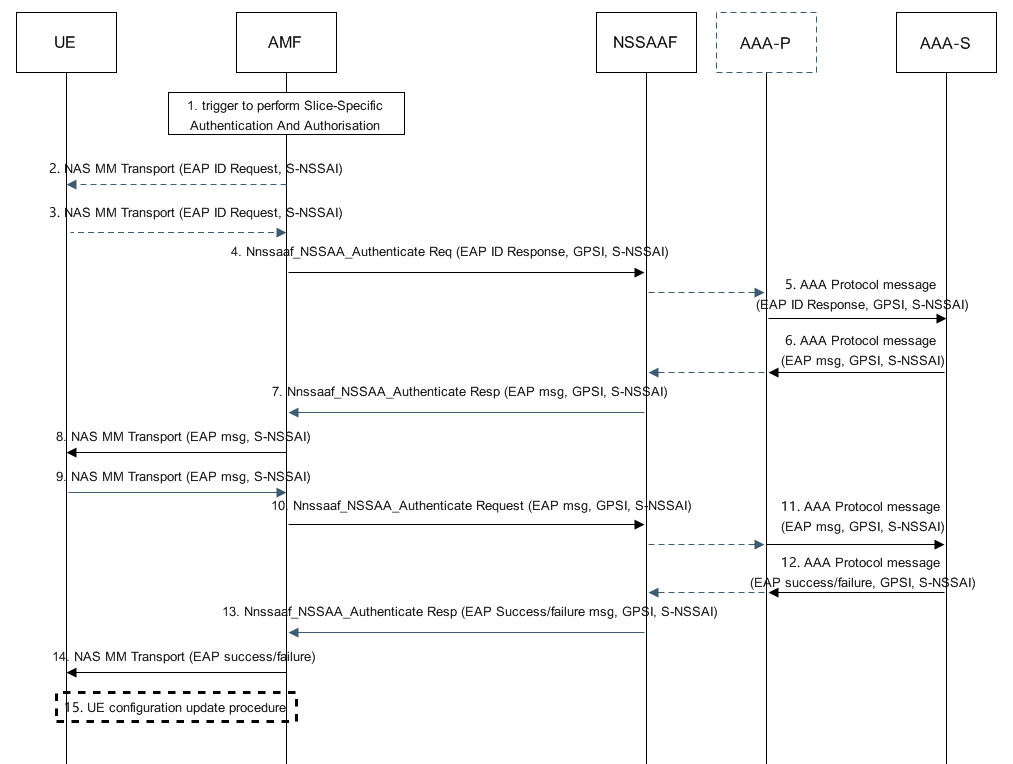 UE
AMF
NSSAAF
AAA-P
AAA-S
1. trigger to perform Slice-Specific
Authentication And Authorisation
2. NAS MM Transport (EAP ID Request, S-NSSAI)
3. NAS MM Transport (EAP ID Request, S-NSSAI)
4. Nnssaaf_NSSAA_Authenticate Req (EAP ID Response, GPSI, S-NSSAI)
5. AAA Protocol message
(EAP ID Response, GPSI, S-NSSAI)
6. AAA Protocol message
(EAP msg, GPSI, S-NSSAI)
7. Nnssaaf_NSSAA_Authenticate Resp (EAP msg, GPSI, S-NSSAI)
8. NAS MM Transport (EAP msg, S-NSSAI)
9. NAS MM Transport (EAP msg, S-NSSAI)
10. Nnssaaf_NSSAA_Authenticate Request (EAP msg, GPSI, S-NSSAI)
11. AAA Protocol message
(EAP msg, GPSI, S-NSSAI)
12. AAA Protocol message
(EAP success/failure, GPSI, S-NSSAI)
13. Nnssaaf_NSSAA_Authenticate Resp (EAP Success/failure msg, GPSI, S-NSSAI)
14. NAS MM Transport (EAP success/failure)
15. UE configuration update procedure